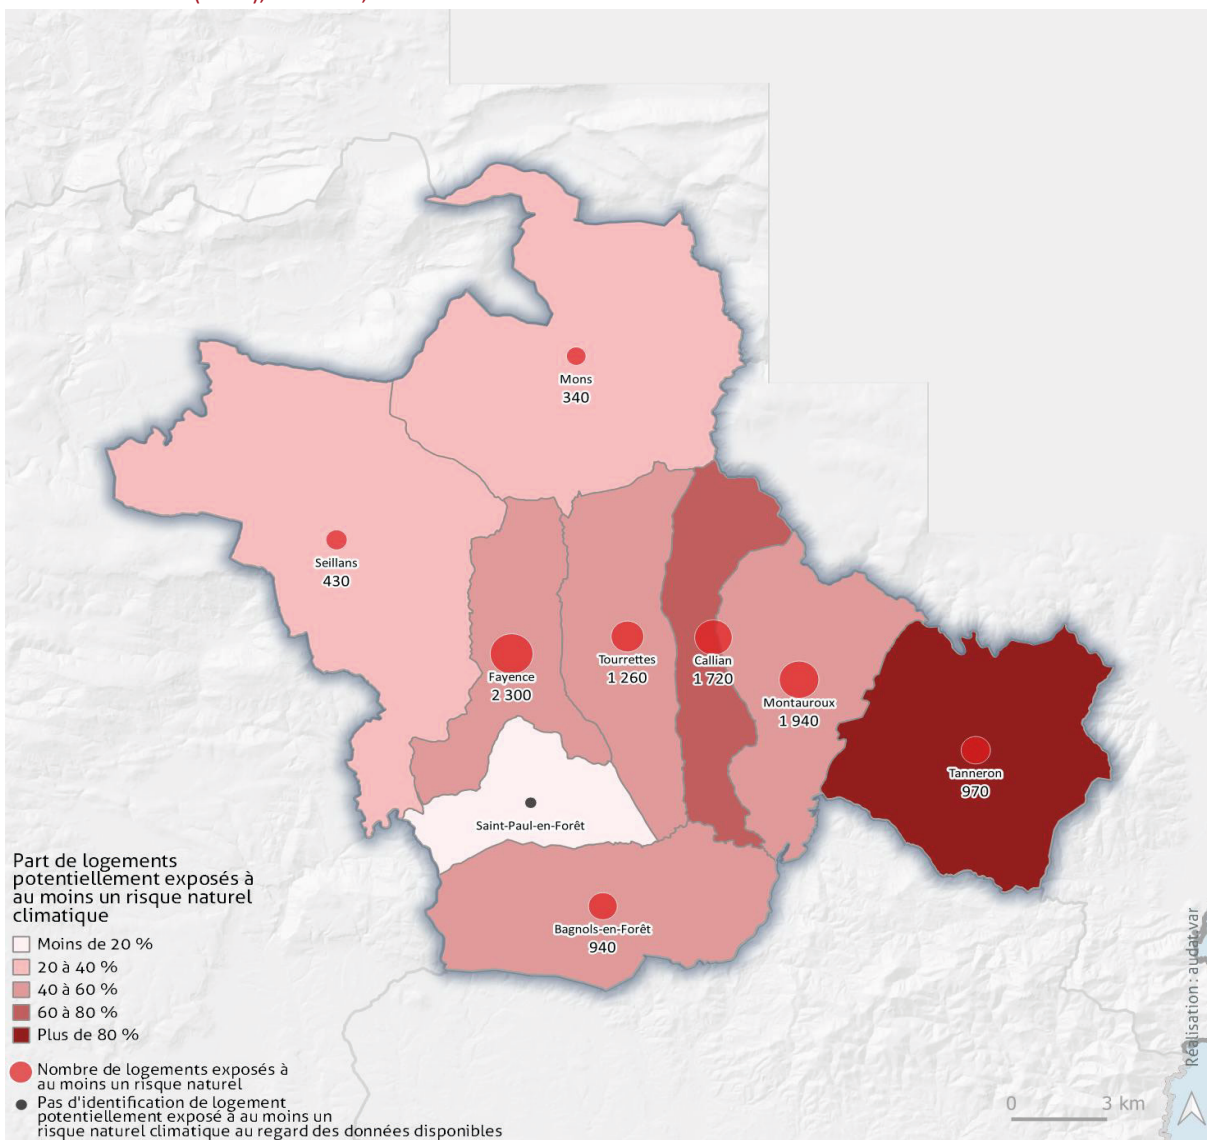 Mons
340
Seillans
430
Fayence
2 300
Tourrettes
1 260
Callian
1 720
Montauroux
1 940
Tanneron
970
Saint-Paul-en-Forêt
Bagnols-en-Forêt
940
Part de logements
potentiellement exposés à
au moins un risque naturel
climatique
Moins de 20 %
20 à 40 %
40 à 60 %
60 à 80 %
Plus de 80 %
Nombre de logements exposés à
au moins un risque naturel
Pas d'identification de logement
potentiellement exposé à au moins un
risque naturel climatique au regard des données disponibles
0 3 km
Réalisation : audat.var